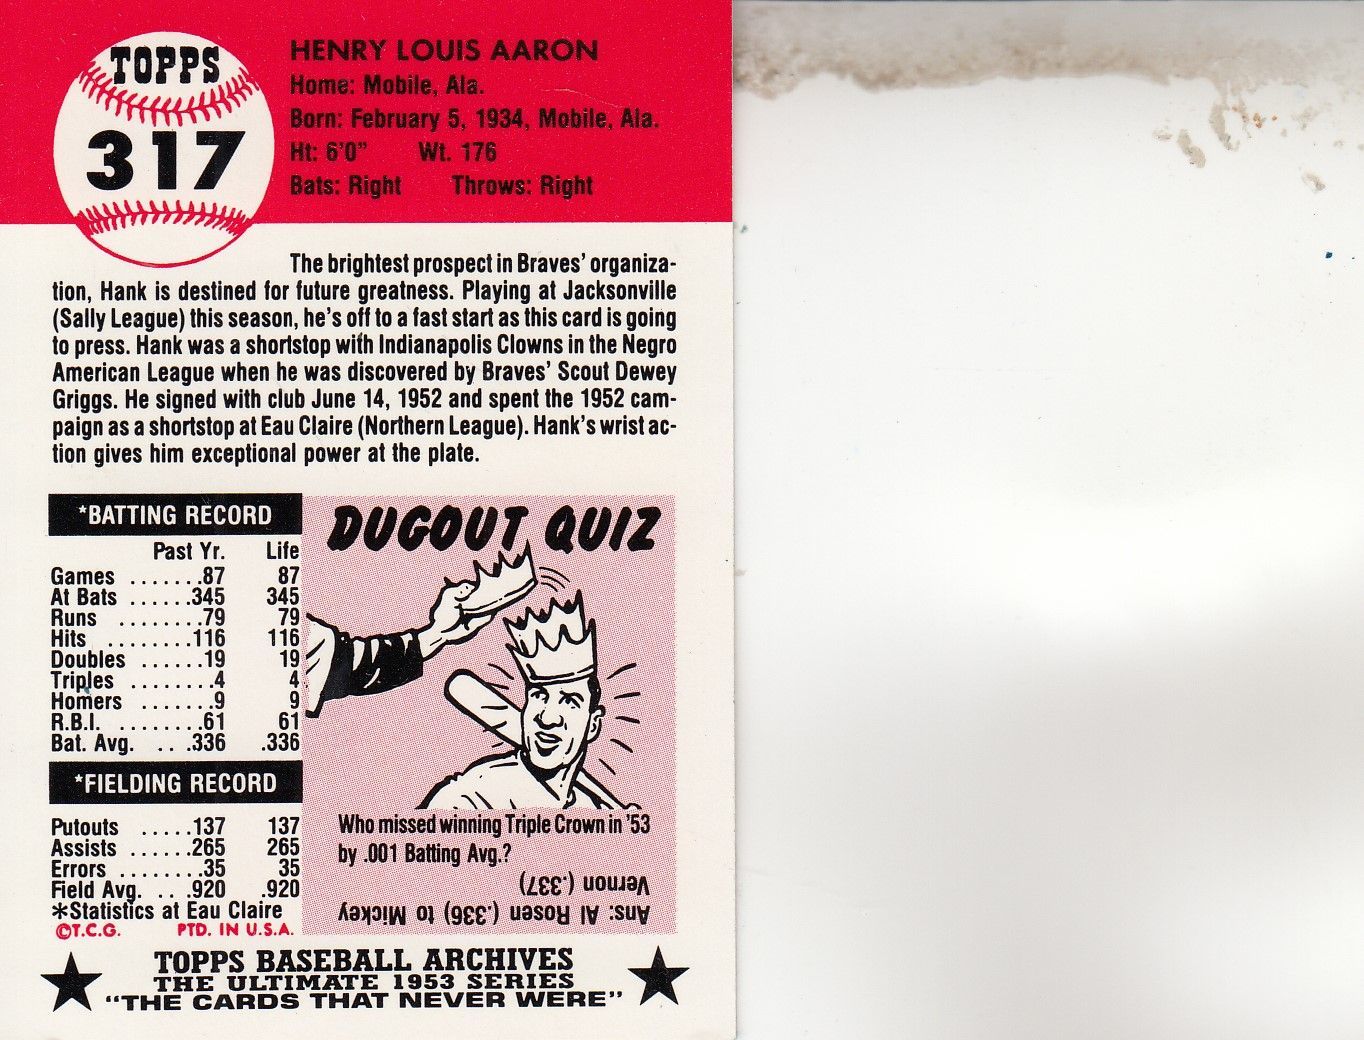 TOPPS
317
HENRY LOUIS AARON
Home: Mobile, Ala.
Born: February 5, 1934, Mobile, Ala.
Ht: 6'0" Wt. 176
Bats: Right Throws: Right
The brightest prospect in Braves' organiza-
tion, Hank is destined for future greatness. Playing at Jacksonville
(Sally League) this season, he's off to a fast start as this card is going
to press. Hank was a shortstop with Indianapolis Clowns in the Negro
American League when he was discovered by Braves' Scout Dewey
Griggs. He signed with club June 14, 1952 and spent the 1952 cam-
paign as a shortstop at Eau Claire (Northern League). Hank's wrist ac-
tion gives him exceptional power at the plate.
*BATTING RECORD
Past Yr. Life
Games .......87 87
At Bats ......345 345
Runs ........79 79
Hits ........116 116
Doubles ......19 19
Triples ........4 4
Homers .......9 9
R.B.I. ........61 61
Bat. Avg. ... .336 .336
*FIELDING RECORD
Putouts .....137 137
Assists ......265 265
Errors .......35 35
Field Avg. ... .920 .920
*Statistics at Eau Claire
©T.C.G. PTD. IN U.S.A.
DUGOUT QUIZ
Who missed winning Triple Crown in '53
by .001 Batting Avg.?
Ans: Al Rosen (.336) to Mickey
Vernon (.337)
TOPPS BASEBALL ARCHIVES
THE ULTIMATE 1953 SERIES
"THE CARDS THAT NEVER WERE"